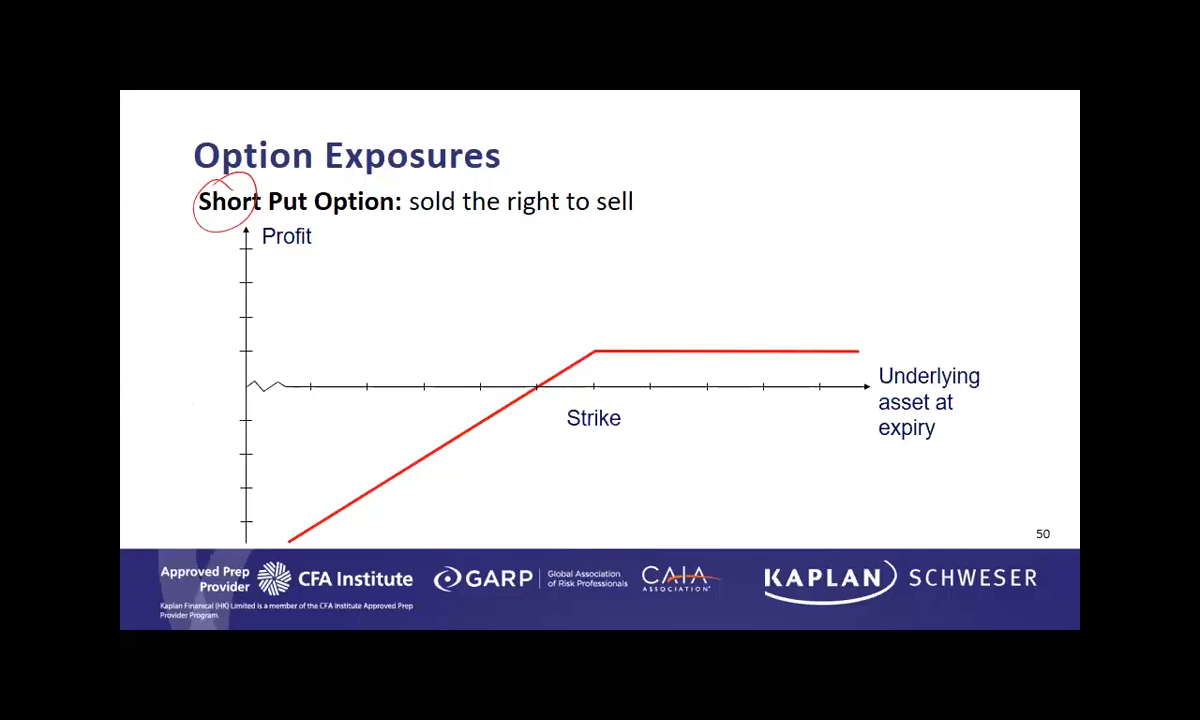 Option Exposures
Short Put Option: sold the right to sell
Profit
Underlying
asset at
expiry
Strike
50
Approved Prep
Provider
CFA Institute
Kaplan Finanical (HK) Limited is a member of the CFA Institute Approved Prep
Provider Program.
GARP
Global Association
of Risk Professionals
CAIA
ASSOCIATION
KAPLAN SCHWESER